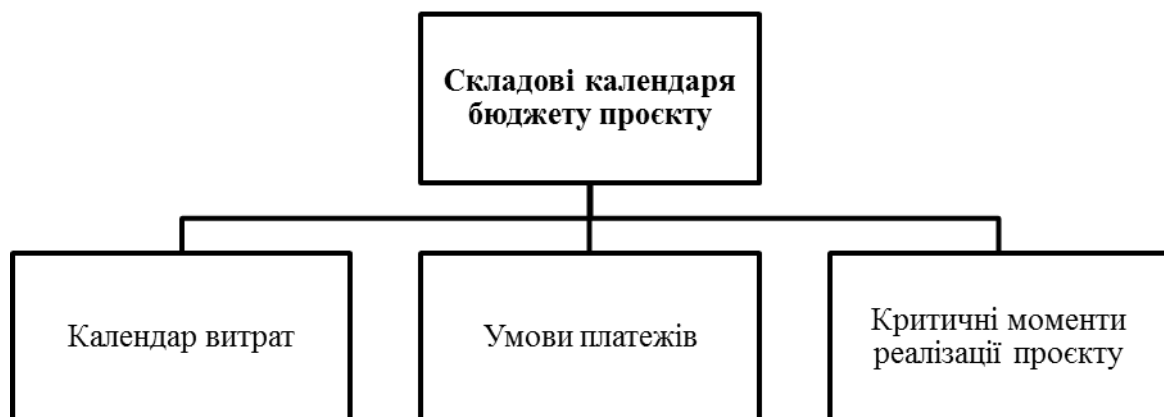 Складові календаря
бюджету проєкту
Календар витрат
Умови платежів
Критичні моменти
реалізації проєкту